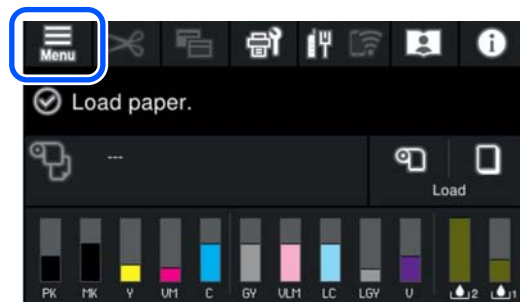 Menu
Load paper.
---
Load
PK MK Y VM C GY VLM LC LGY V 2 1